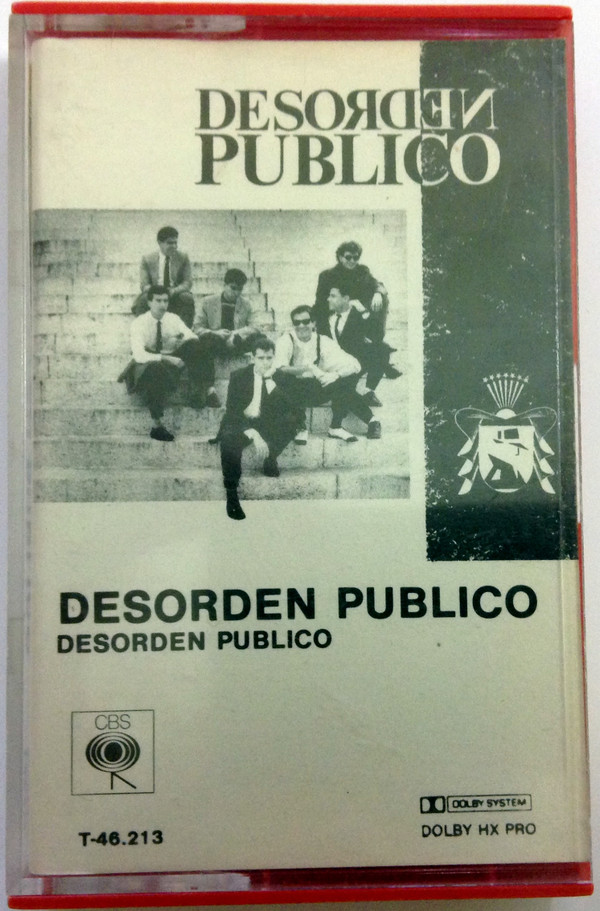 DESORDEN
PUBLICO
DESORDEN PUBLICO
DESORDEN PUBLICO
CBS
DOLBY SYSTEM
T-46.213
DOLBY HX PRO